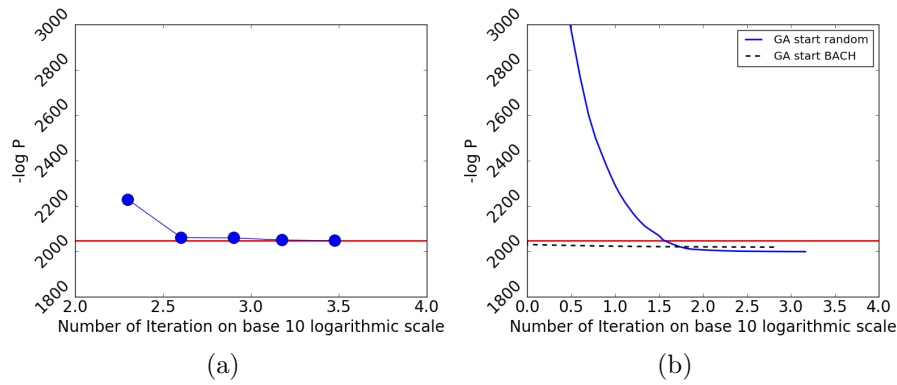 3000
2800
2600
2400
2200
2000
1800
-log P
2.0 2.5 3.0 3.5 4.0
Number of Iteration on base 10 logarithmic scale
(a)
3000
2800
2600
2400
2200
2000
1800
-log P
GA start random
GA start BACH
0.0 0.5 1.0 1.5 2.0 2.5 3.0 3.5 4.0
Number of Iteration on base 10 logarithmic scale
(b)